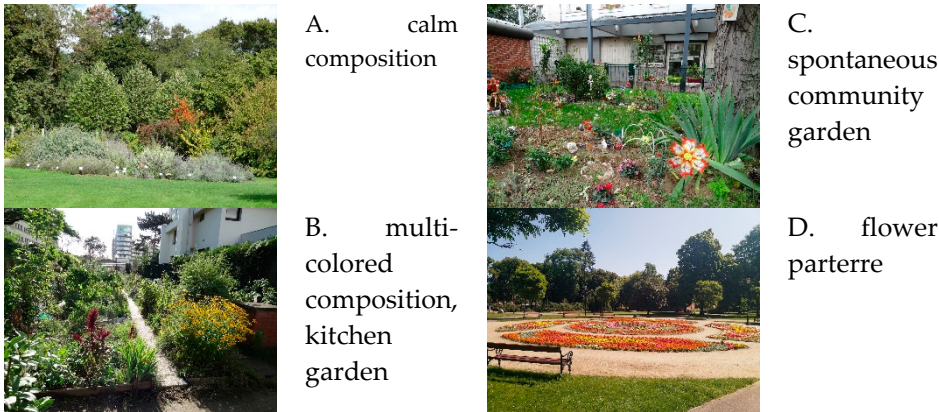 A. calm
composition
C.
spontaneous
community
garden
B. multi-
colored
composition,
kitchen
garden
D. flower
parterre